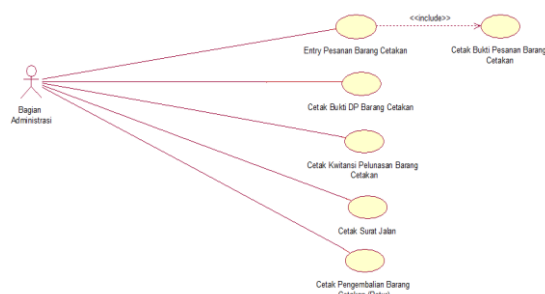 <<include>>
Entry Pesanan Barang Cetakan
Cetak Bukti Pesanan Barang
Cetakan
Bagian
Administrasi
Cetak Bukti DP Barang Cetakan
Cetak Kwitansi Pelunasan Barang
Cetakan
Cetak Surat Jalan
Cetak Pengembalian Barang